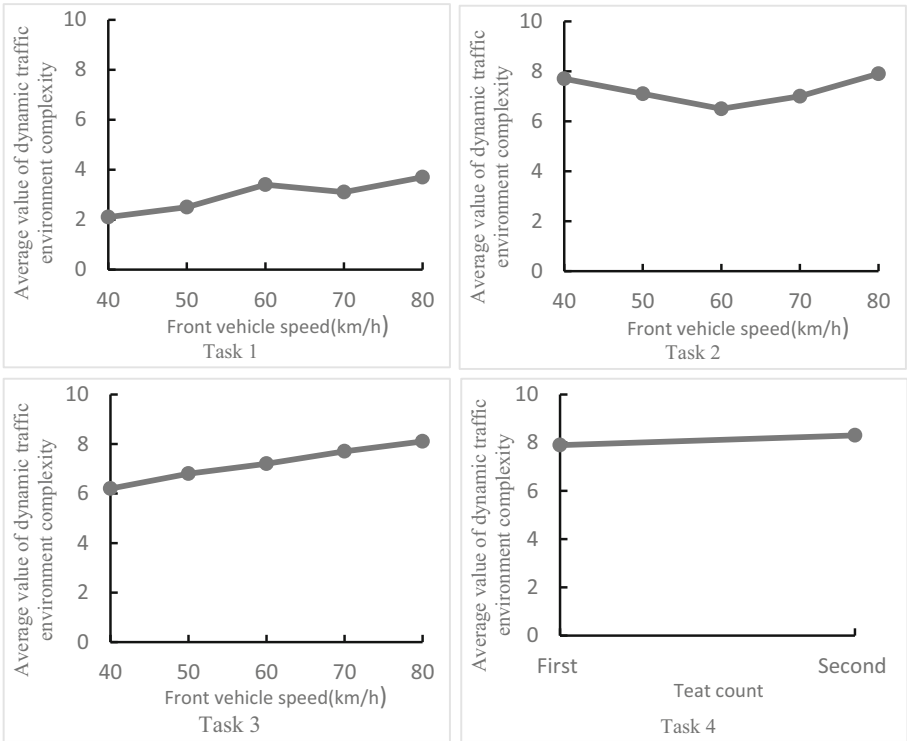 Average value of dynamic traffic
environment complexity
10
8
6
4
2
0
40 50 60 70 80
Front vehicle speed(km/h)
Task 1
Average value of dynamic traffic
environment complexity
10
8
6
4
2
0
40 50 60 70 80
Front vehicle speed(km/h)
Task 2
Average value of dynamic traffic
environment complexity
10
8
6
4
2
0
40 50 60 70 80
Front vehicle speed(km/h)
Task 3
Average value of dynamic traffic
environment complexity
10
8
6
4
2
0
First Second
Teat count
Task 4